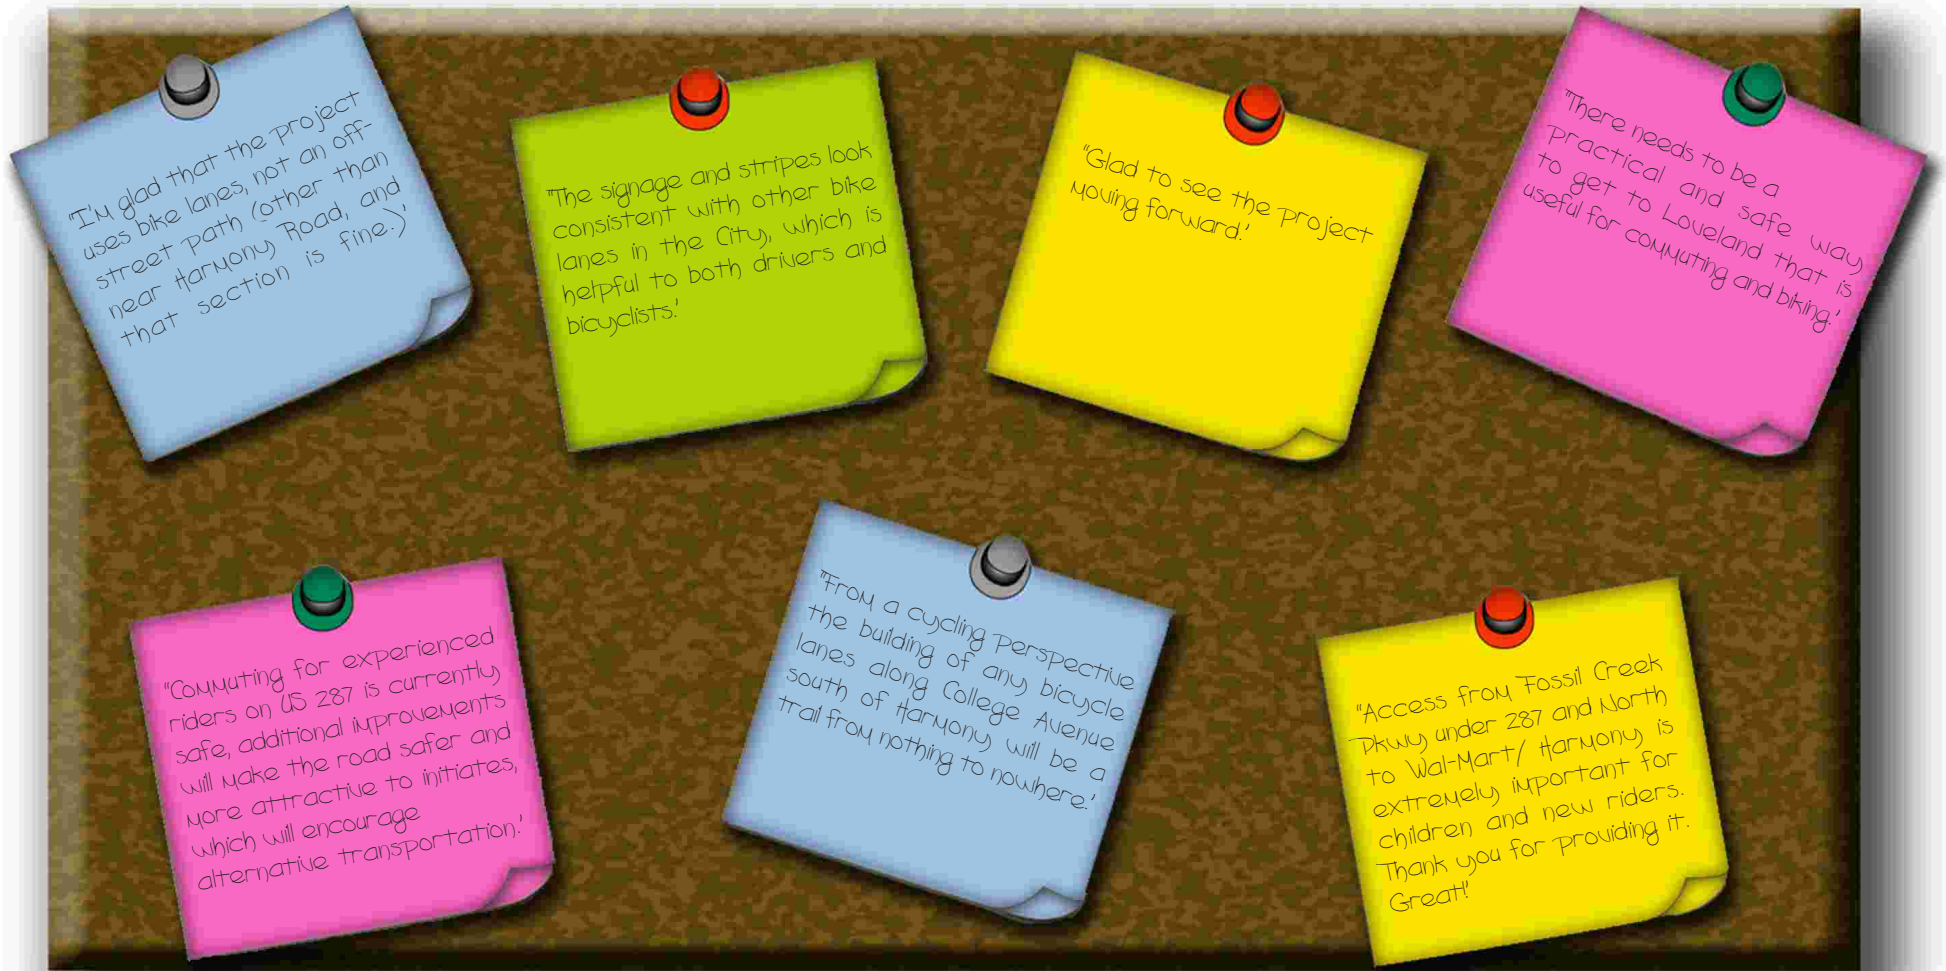 "I'm glad that the project
uses bike lanes, not an off-
street path (other than
near Harmony Road, and
that section is fine.)"
"The signage and stripes look
consistent with other bike
lanes in the City, which is
helpful to both drivers and
bicyclists."
"Glad to see the project
moving forward."
"There needs to be a
practical and safe way
to get to Loveland that is
useful for commuting and biking."
"Commuting for experienced
riders on US 287 is currently
safe, additional improvements
will make the road safer and
more attractive to initiates,
which will encourage
alternative transportation."
"From a cycling perspective
the building of any bicycle
lanes along College Avenue
south of Harmony will be a
trail from nothing to nowhere."
"Access from Fossil Creek
Pkwy under 287 and North
to Wal-Mart/ Harmony is
extremely important for
children and new riders.
Thank you for providing it.
Great!"